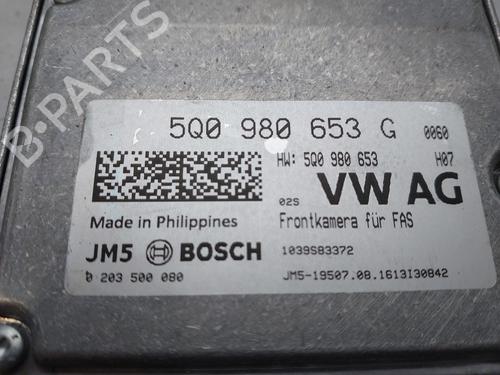 B-PARTS
5Q0 980 653 G 0060
HW: 5Q0 980 653 H07
02S VW AG
Made in Philippines
Frontkamera für FAS
JM5 BOSCH 1039S83372
203 500 080
JM5-19507.08.1613I30842